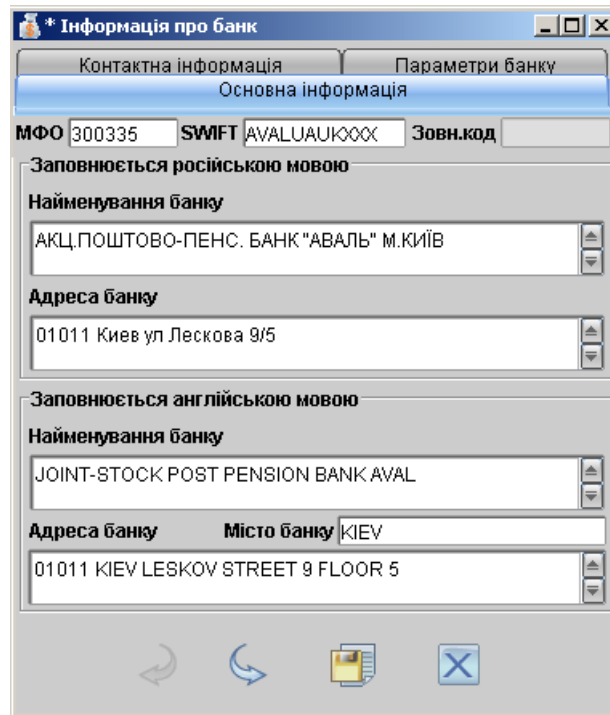 * Інформація про банк
Контактна інформація Параметри банку
Основна інформація
МФО 300335 SWIFT AVALUAUKXXX Зовн.код
Заповнюється російською мовою
Найменування банку
АКЦ.ПОШТОВО-ПЕНС. БАНК "АВАЛЬ" М.КИЇВ
Адреса банку
01011 Киев ул Лескова 9/5
Заповнюється англійською мовою
Найменування банку
JOINT-STOCK POST PENSION BANK AVAL
Адреса банку Місто банку KIEV
01011 KIEV LESKOV STREET 9 FLOOR 5